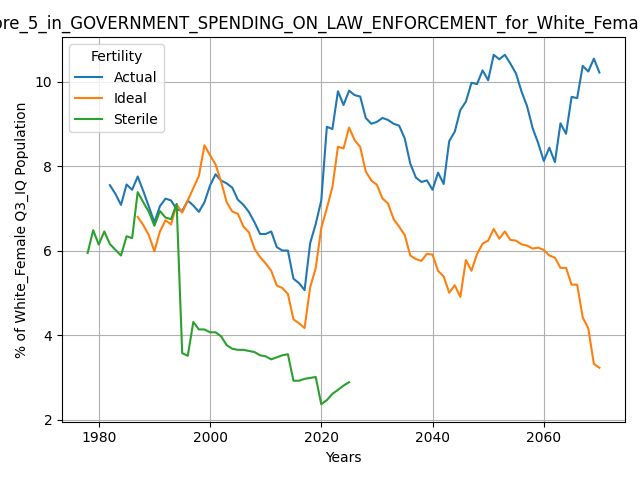 ore_5_in_GOVERNMENT_SPENDING_ON_LAW_ENFORCEMENT_for_White_Fema
Fertility
Actual
Ideal
Sterile
% of White_Female Q3_IQ Population
10
8
6
4
2
1980 2000 2020 2040 2060
Years